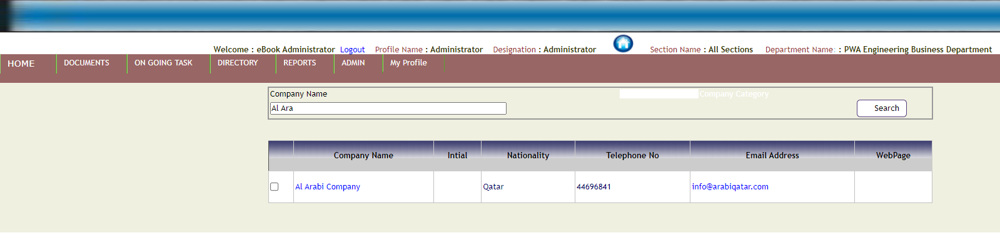 Welcome : eBook Administrator Logout Profile Name : Administrator Designation : Administrator Section Name : All Sections Department Name: : PWA Engineering Business Department
HOME DOCUMENTS ON GOING TASK DIRECTORY REPORTS ADMIN My Profile
Company Name Company Category
Al Ara Search
Company Name Intial Nationality Telephone No Email Address WebPage
Al Arabi Company Qatar 44696841 info@arabiqatar.com